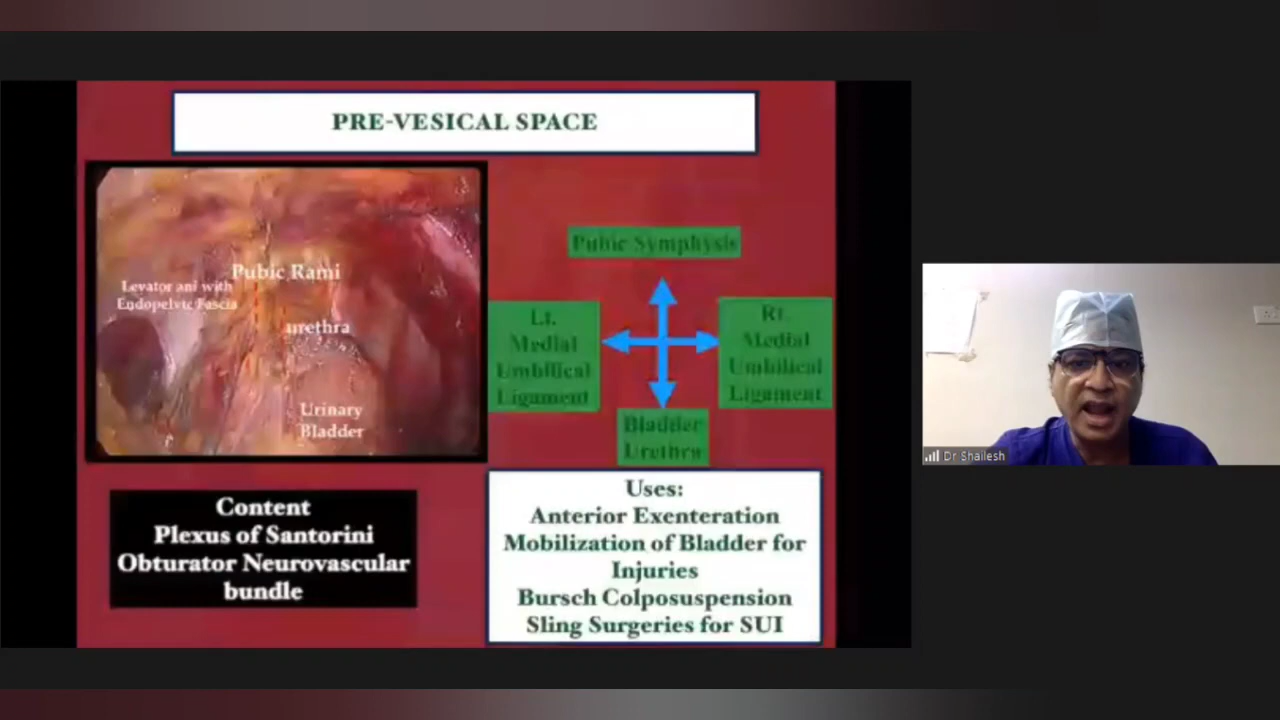 PRE-VESICAL SPACE
Pubic Rami
Levator ani with
Endopelvic Fascia
urethra
Urinary
Bladder
Pubic Symphysis
Lt.
Medial
Umbilical
Ligament
Rt.
Medial
Umbilical
Ligament
Bladder
Urethra
Content
Plexus of Santorini
Obturator Neurovascular
bundle
Uses:
Anterior Exenteration
Mobilization of Bladder for
Injuries
Bursch Colposuspension
Sling Surgeries for SUI
Dr Shailesh